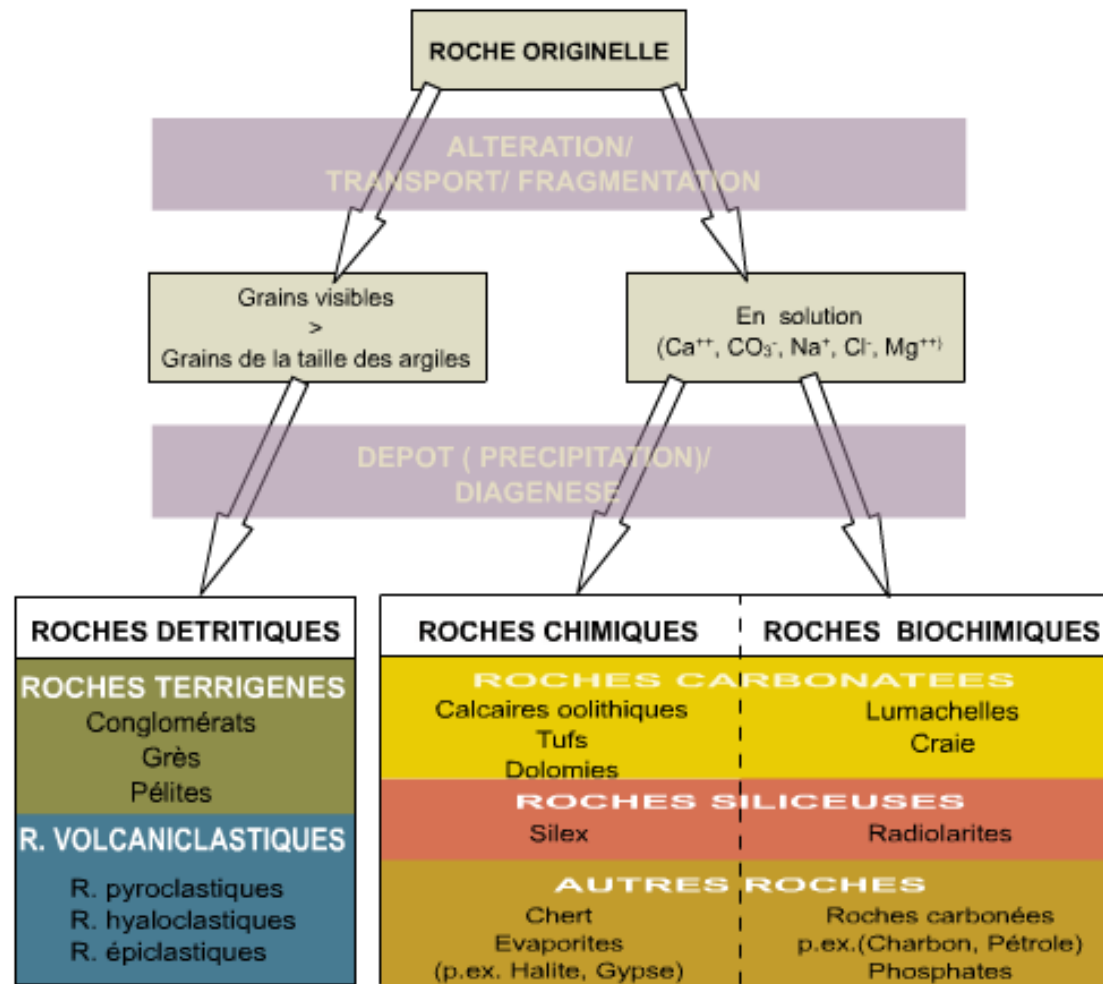 ROCHE ORIGINELLE
ALTERATION/
TRANSPORT/ FRAGMENTATION
Grains visibles
>
Grains de la taille des argiles
En solution
(Ca⁺⁺, CO₃⁻, Na⁺, Cl⁻, Mg⁺⁺⁾
DEPOT ( PRECIPITATION)/
DIAGENESE
ROCHES DETRITIQUES
ROCHES TERRIGENES
Conglomérats
Grès
Pélites
R. VOLCANICLASTIQUES
R. pyroclastiques
R. hyaloclastiques
R. épiclastiques
ROCHES CHIMIQUES
ROCHES BIOCHIMIQUES
ROCHES CARBONATEES
Calcaires oolithiques
Tufs
Dolomies
Lumachelles
Craie
ROCHES SILICEUSES
Silex
Radiolarites
AUTRES ROCHES
Chert
Evaporites
(p.ex. Halite, Gypse)
Roches carbonées
p.ex.(Charbon, Pétrole)
Phosphates